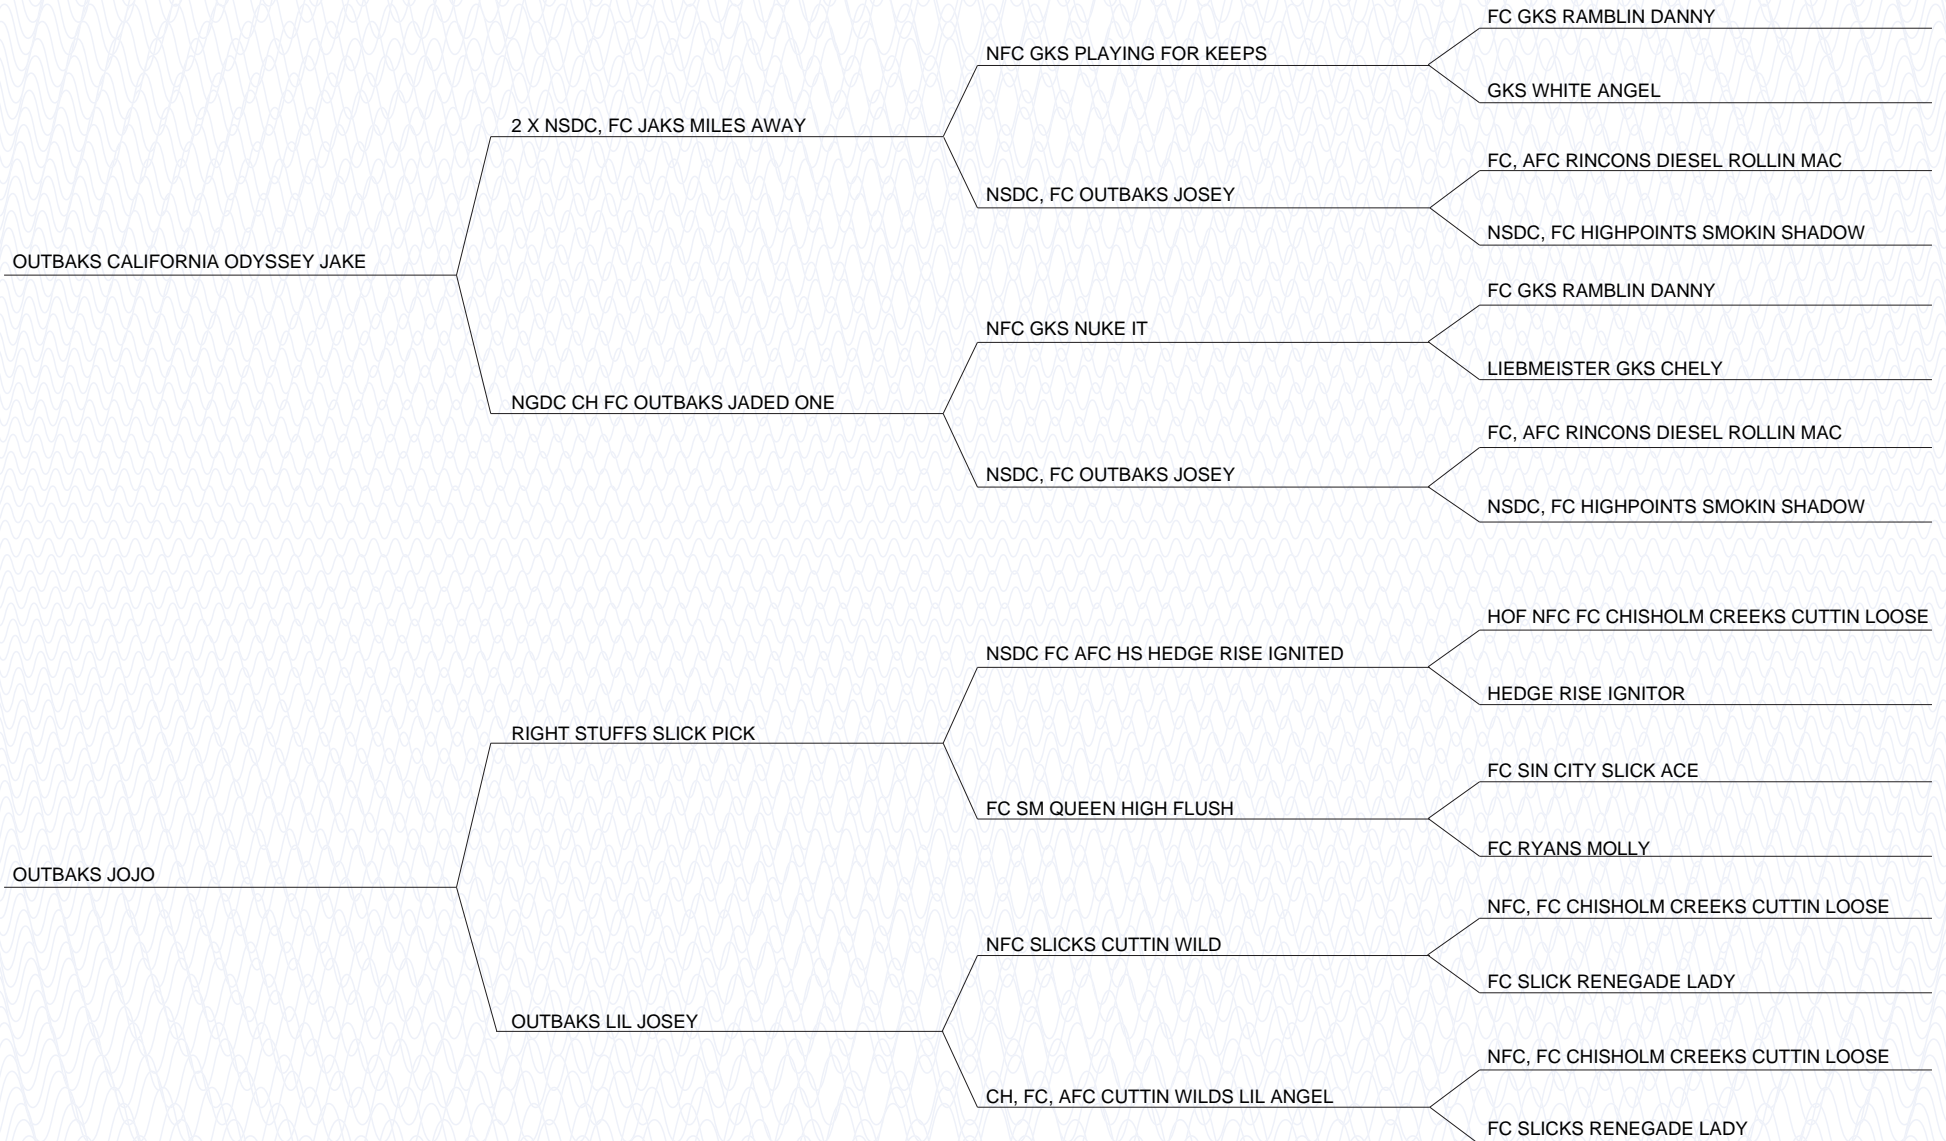 FC GKS RAMBLIN DANNY
NFC GKS PLAYING FOR KEEPS
GKS WHITE ANGEL
2 X NSDC, FC JAKS MILES AWAY
FC, AFC RINCONS DIESEL ROLLIN MAC
NSDC, FC OUTBAKS JOSEY
NSDC, FC HIGHPOINTS SMOKIN SHADOW
OUTBAKS CALIFORNIA ODYSSEY JAKE
FC GKS RAMBLIN DANNY
NFC GKS NUKE IT
LIEBMEISTER GKS CHELY
NGDC CH FC OUTBAKS JADED ONE
FC, AFC RINCONS DIESEL ROLLIN MAC
NSDC, FC OUTBAKS JOSEY
NSDC, FC HIGHPOINTS SMOKIN SHADOW
HOF NFC FC CHISHOLM CREEKS CUTTIN LOOSE
NSDC FC AFC HS HEDGE RISE IGNITED
HEDGE RISE IGNITOR
RIGHT STUFFS SLICK PICK
FC SIN CITY SLICK ACE
FC SM QUEEN HIGH FLUSH
FC RYANS MOLLY
OUTBAKS JOJO
NFC, FC CHISHOLM CREEKS CUTTIN LOOSE
NFC SLICKS CUTTIN WILD
FC SLICK RENEGADE LADY
OUTBAKS LIL JOSEY
NFC, FC CHISHOLM CREEKS CUTTIN LOOSE
CH, FC, AFC CUTTIN WILDS LIL ANGEL
FC SLICKS RENEGADE LADY